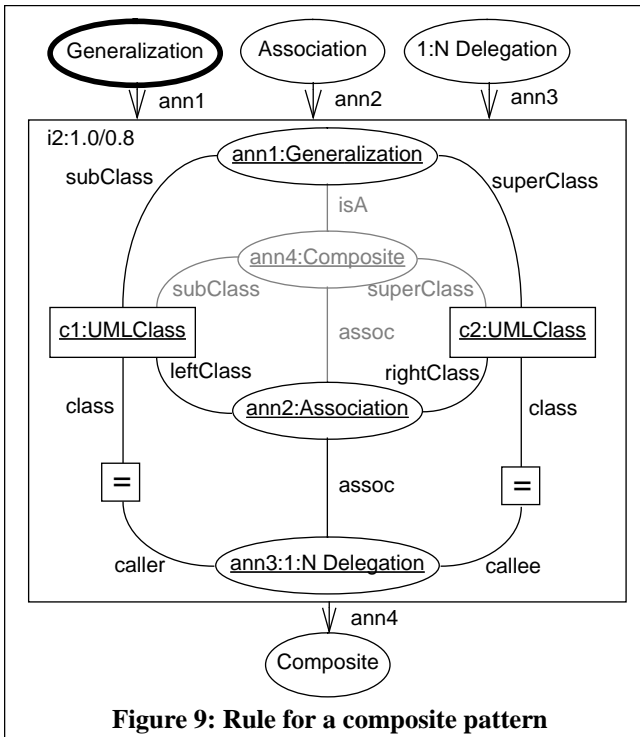 Generalization
Association
1:N Delegation
ann1
ann2
ann3
i2:1.0/0.8
ann1:Generalization
subClass
superClass
isA
ann4:Composite
subClass
superClass
c1:UMLClass
assoc
c2:UMLClass
leftClass
rightClass
class
ann2:Association
class
=
assoc
=
caller
ann3:1:N Delegation
callee
ann4
Composite
Figure 9: Rule for a composite pattern